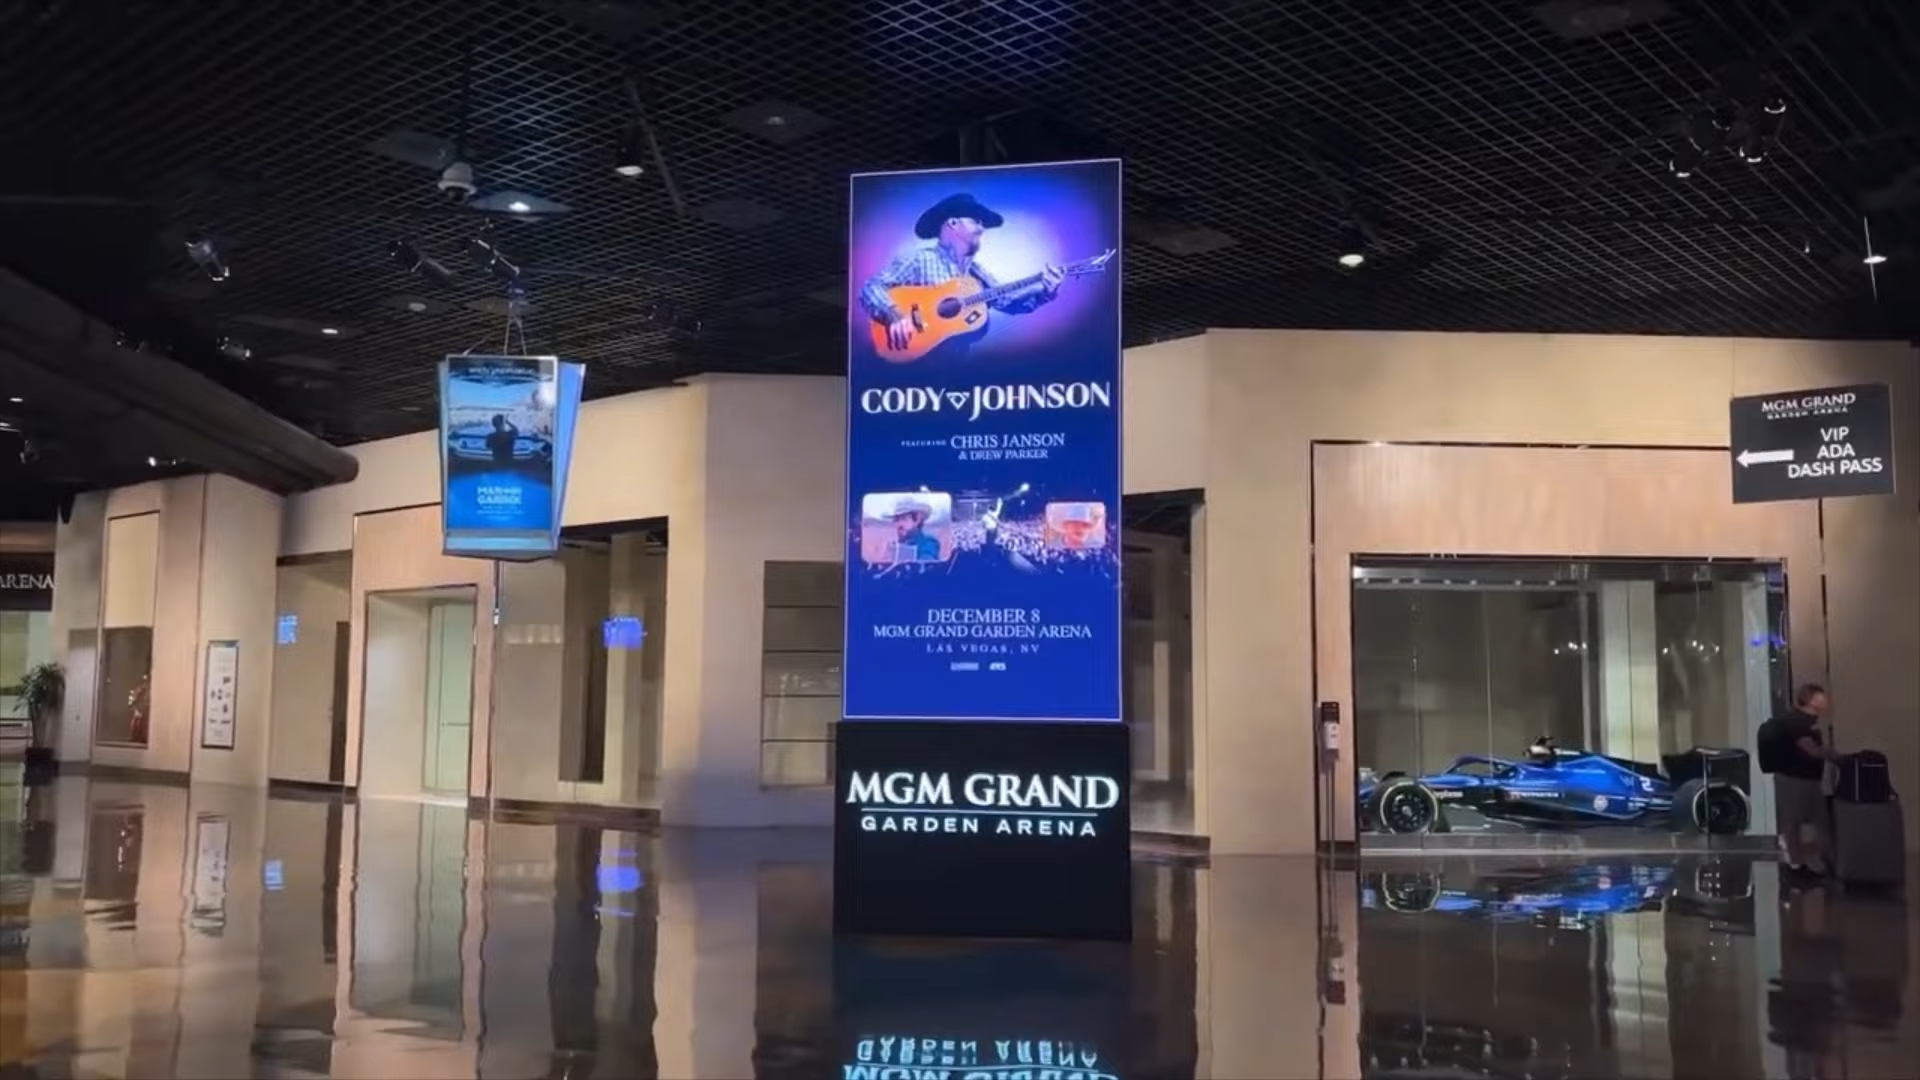 CODY JOHNSON
FEATURING CHRIS JANSON
& DREW PARKER
DECEMBER 8
MGM GRAND GARDEN ARENA
LAS VEGAS, NV
MGM GRAND
GARDEN ARENA
MGM GRAND
GARDEN ARENA
VIP
ADA
DASH PASS
ARENA